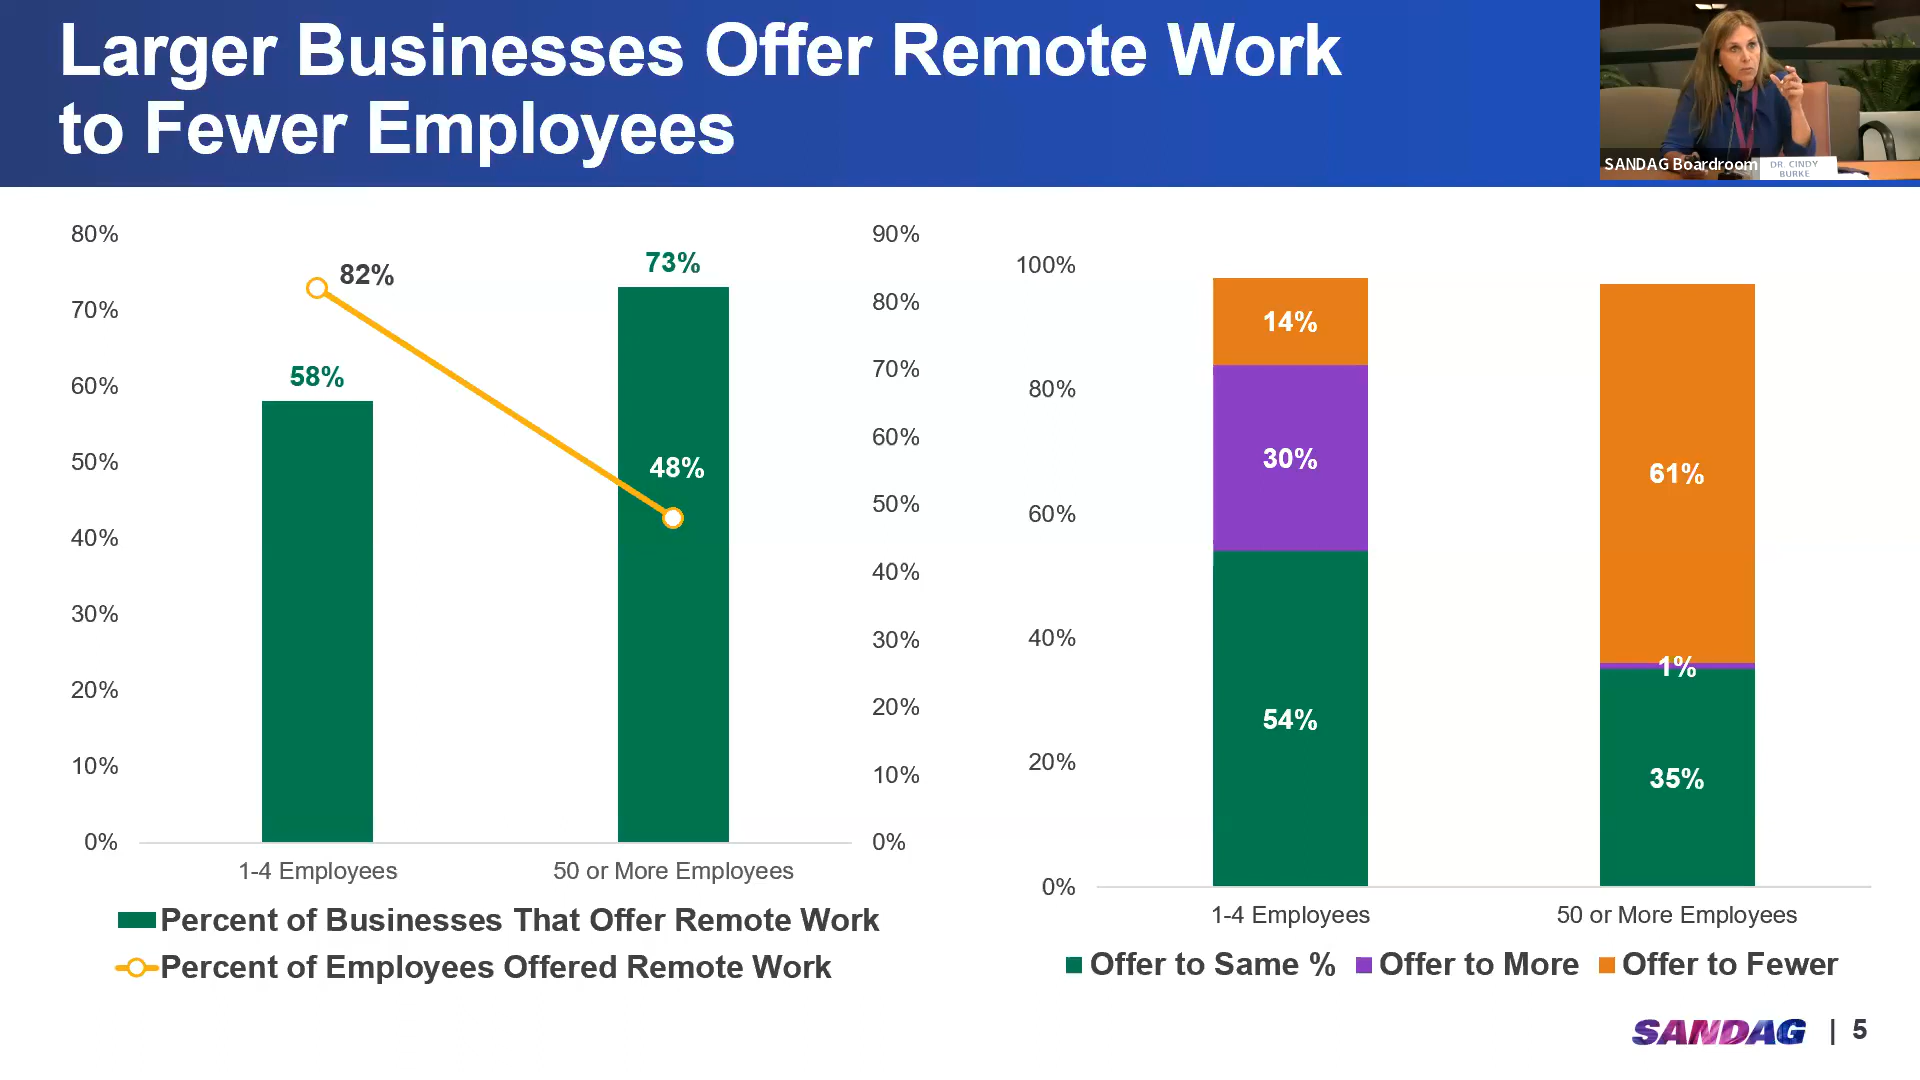 Larger Businesses Offer Remote Work
to Fewer Employees
SANDAG Boardroom
DR. CINDY
BURKE
80%
70%
60%
50%
40%
30%
20%
10%
0%
82%
58%
73%
48%
90%
80%
70%
60%
50%
40%
30%
20%
10%
0%
1-4 Employees
50 or More Employees
Percent of Businesses That Offer Remote Work
Percent of Employees Offered Remote Work
100%
80%
60%
40%
20%
0%
14%
30%
54%
61%
1%
35%
1-4 Employees
50 or More Employees
Offer to Same % Offer to More Offer to Fewer
SANDAG | 5